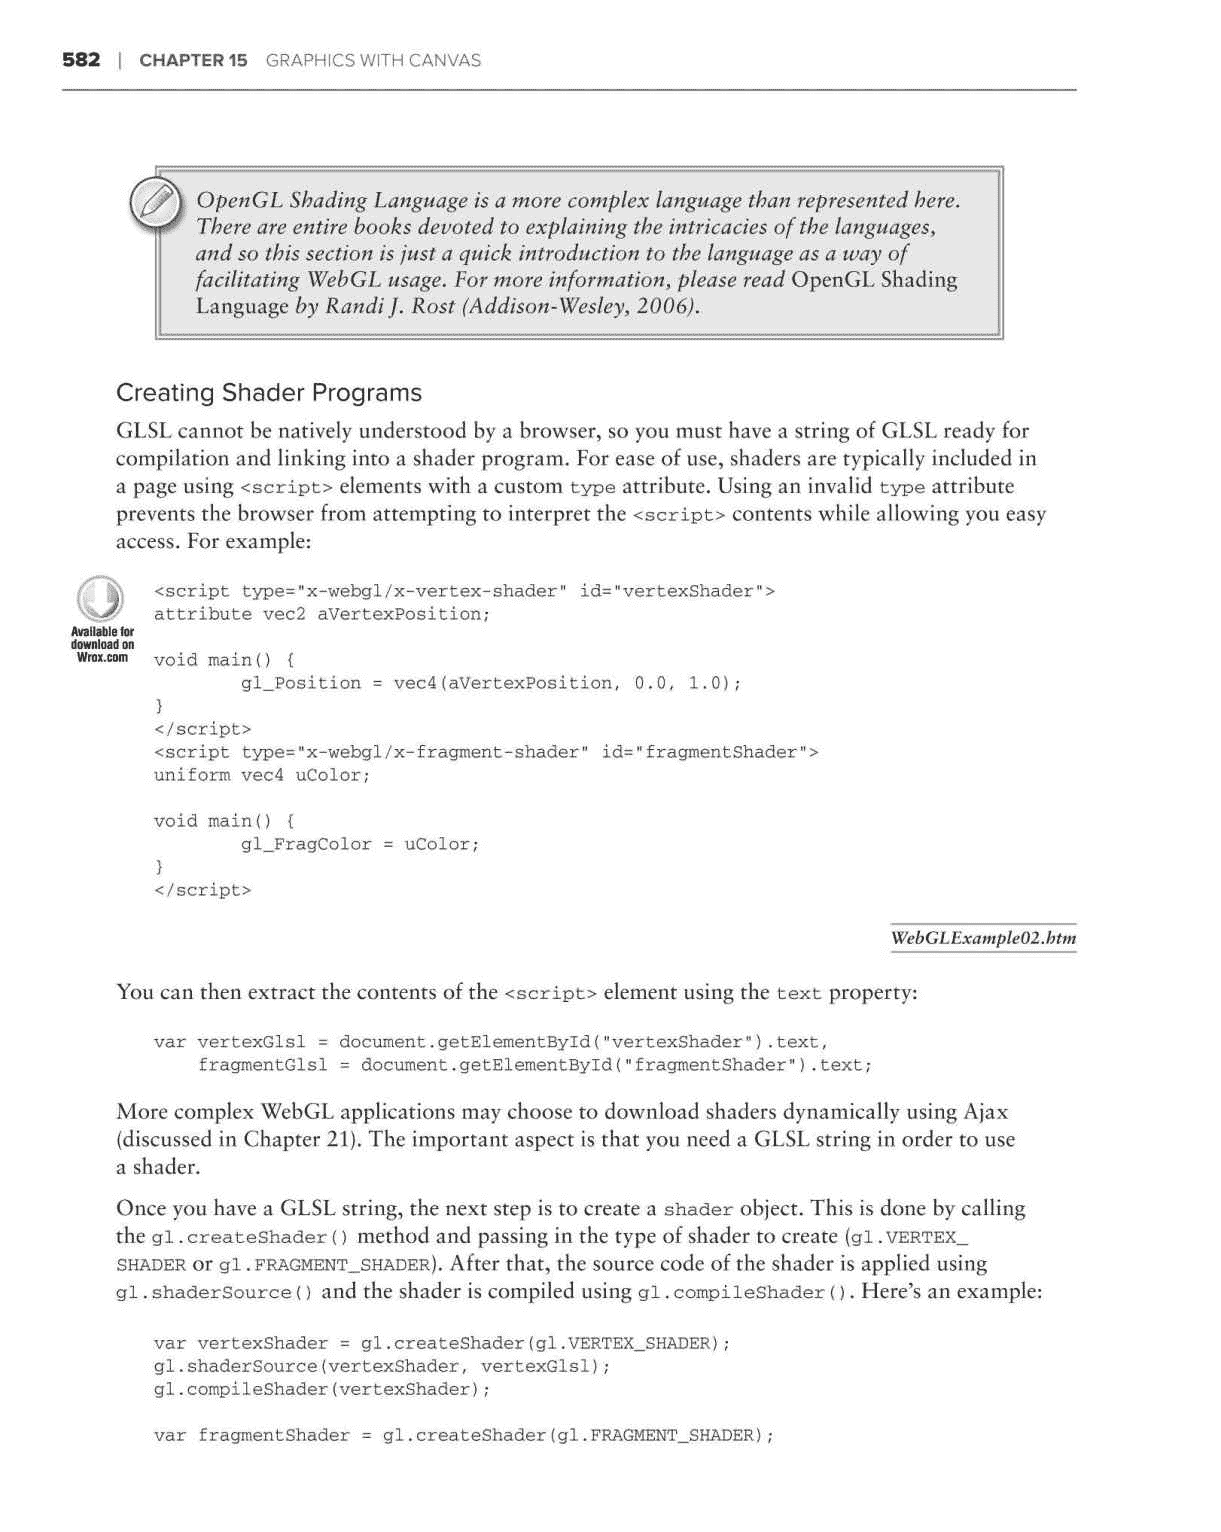 582 | CHAPTER 15 GRAPHICS WITH CANVAS
OpenGL Shading Language is a more complex language than represented here.
There are entire books devoted to explaining the intricacies of the languages,
and so this section is just a quick introduction to the language as a way of
facilitating WebGL usage. For more information, please read OpenGL Shading
Language by Randi J. Rost (Addison-Wesley, 2006).
Creating Shader Programs
GLSL cannot be natively understood by a browser, so you must have a string of GLSL ready for
compilation and linking into a shader program. For ease of use, shaders are typically included in
a page using <script> elements with a custom type attribute. Using an invalid type attribute
prevents the browser from attempting to interpret the <script> contents while allowing you easy
access. For example:
Available for
download on
Wrox.com
<script type="x-webgl/x-vertex-shader" id="vertexShader">
attribute vec2 aVertexPosition;
void main() {
        gl_Position = vec4(aVertexPosition, 0.0, 1.0);
}
</script>
<script type="x-webgl/x-fragment-shader" id="fragmentShader">
uniform vec4 uColor;
void main() {
        gl_FragColor = uColor;
}
</script>
WebGLExample02.htm
You can then extract the contents of the <script> element using the text property:
var vertexGlsl = document.getElementById("vertexShader").text,
    fragmentGlsl = document.getElementById("fragmentShader").text;
More complex WebGL applications may choose to download shaders dynamically using Ajax
(discussed in Chapter 21). The important aspect is that you need a GLSL string in order to use
a shader.
Once you have a GLSL string, the next step is to create a shader object. This is done by calling
the gl.createShader() method and passing in the type of shader to create (gl.VERTEX_
SHADER or gl.FRAGMENT_SHADER). After that, the source code of the shader is applied using
gl.shaderSource() and the shader is compiled using gl.compileShader(). Here's an example:
var vertexShader = gl.createShader(gl.VERTEX_SHADER);
gl.shaderSource(vertexShader, vertexGlsl);
gl.compileShader(vertexShader);
var fragmentShader = gl.createShader(gl.FRAGMENT_SHADER);